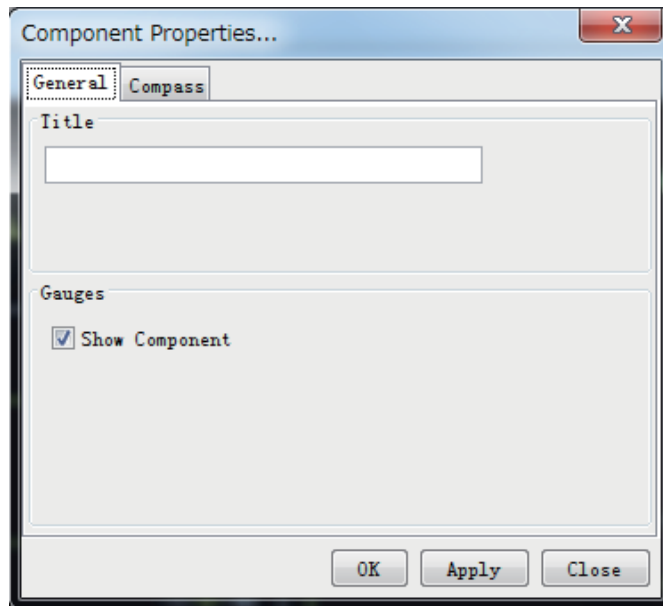 Component Properties...
General Compass
Title
Gauges
Show Component
OK Apply Close